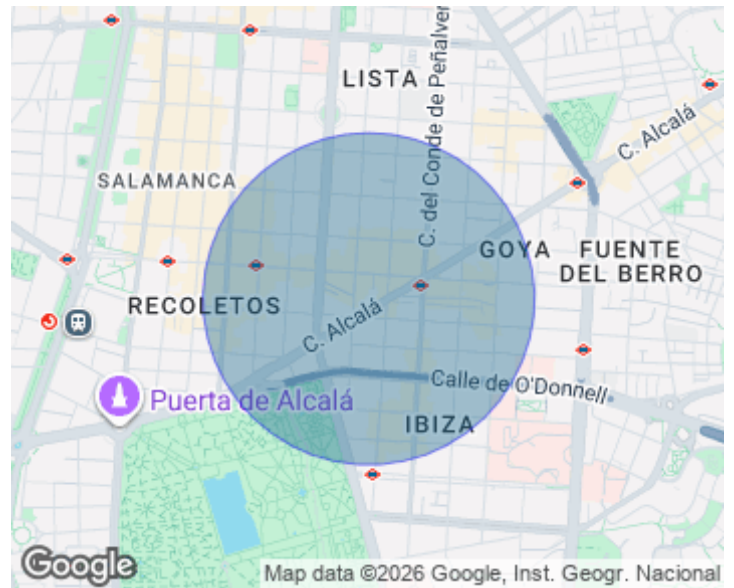 LISTA
C. del Conde de Peñalver
C. Alcalá
SALAMANCA
GOYA
FUENTE
DEL BERRO
RECOLETOS
C. Alcalá
Calle de O'Donnell
Puerta de Alcalá
IBIZA
Google
Map data ©2026 Google, Inst. Geogr. Nacional